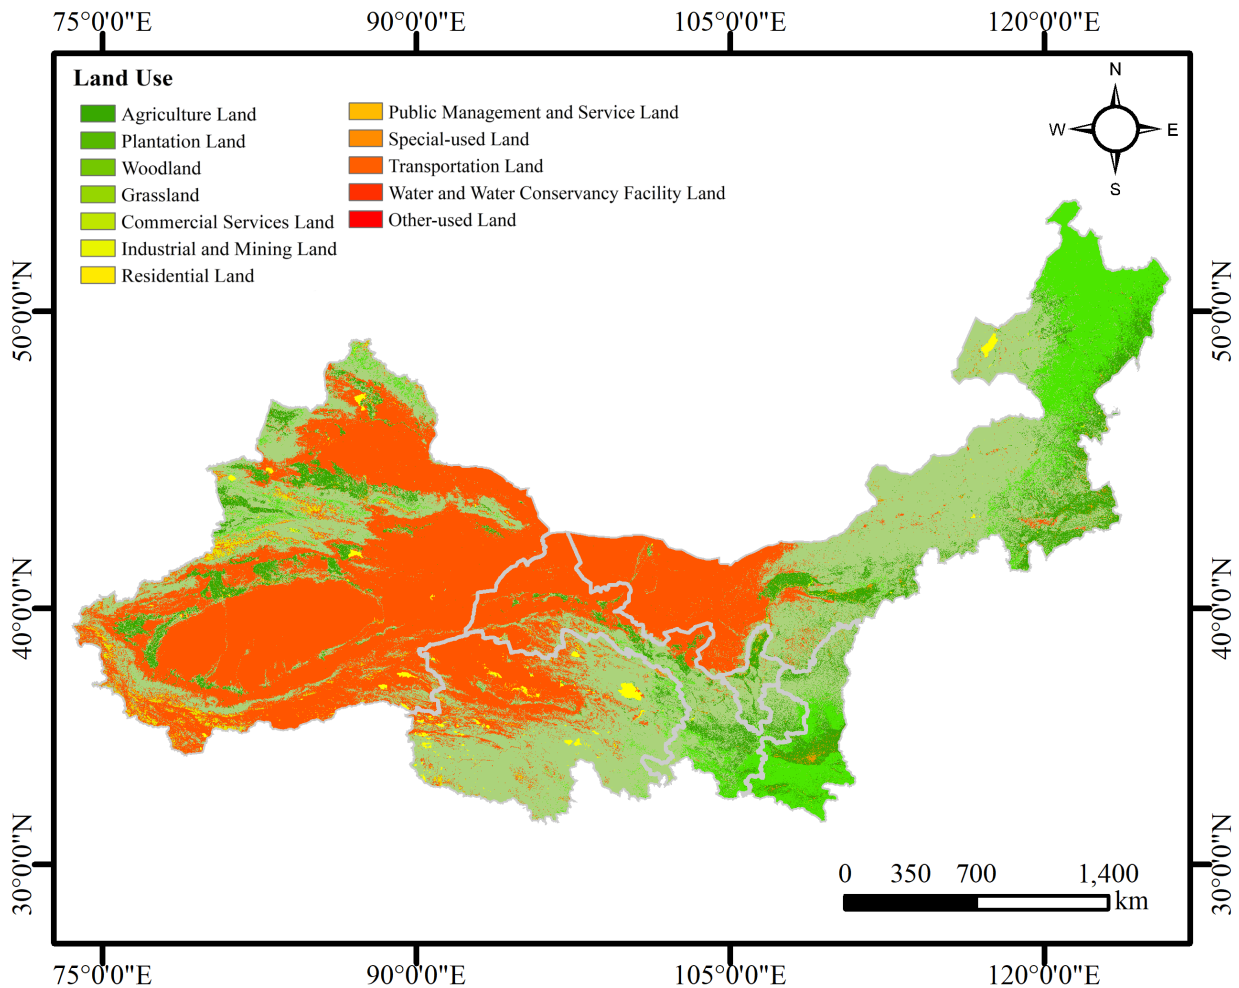 75°0'0"E 90°0'0"E 105°0'0"E 120°0'0"E
Land Use
Agriculture Land
Plantation Land
Woodland
Grassland
Commercial Services Land
Industrial and Mining Land
Residential Land
Public Management and Service Land
Special-used Land
Transportation Land
Water and Water Conservancy Facility Land
Other-used Land
N
W E
S
50°0'0"N 50°0'0"N
40°0'0"N 40°0'0"N
30°0'0"N 30°0'0"N
0 350 700 1,400
km
75°0'0"E 90°0'0"E 105°0'0"E 120°0'0"E